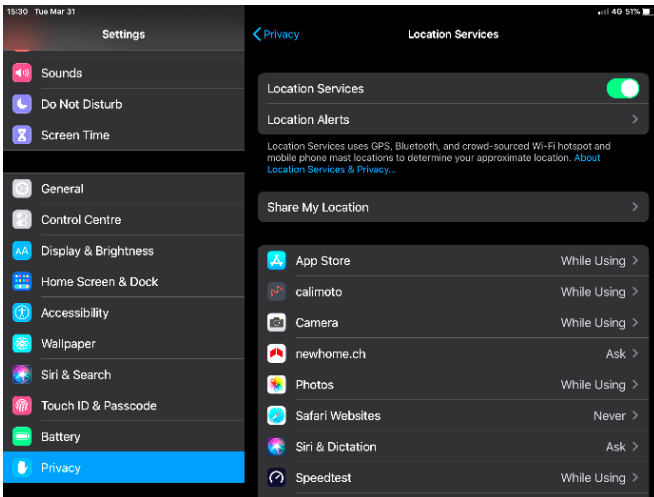 15:30 Tue Mar 31
4G 51%
Settings
Sounds
Do Not Disturb
Screen Time
General
Control Centre
Display & Brightness
AA
Home Screen & Dock
Accessibility
Wallpaper
Siri & Search
Touch ID & Passcode
Battery
Privacy
Privacy
Location Services
Location Services
Location Alerts
Location Services uses GPS, Bluetooth, and crowd-sourced Wi-Fi hotspot and
mobile phone mast locations to determine your approximate location. About
Location Services & Privacy...
Share My Location
App Store While Using
calimoto While Using
Camera While Using
newhome.ch Ask
Photos While Using
Safari Websites Never
Siri & Dictation Ask
Speedtest While Using